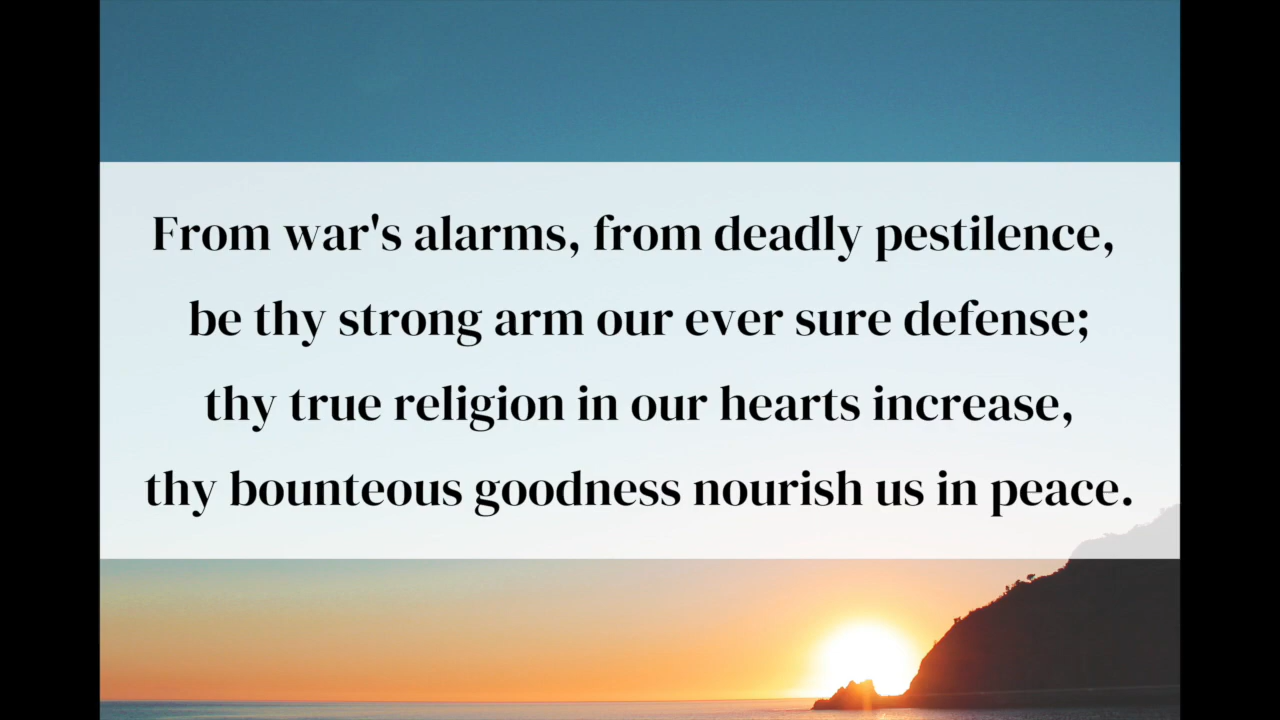 From war's alarms, from deadly pestilence,
be thy strong arm our ever sure defense;
thy true religion in our hearts increase,
thy bounteous goodness nourish us in peace.